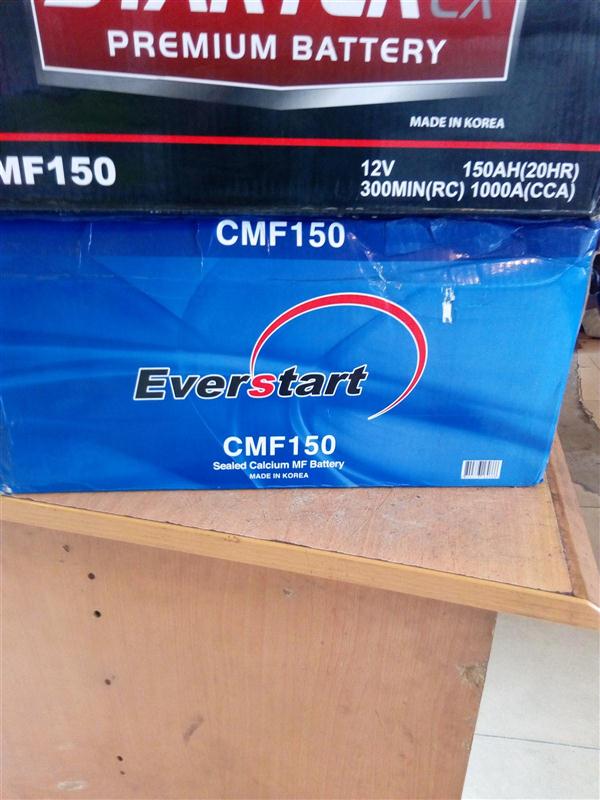 PREMIUM BATTERY
MADE IN KOREA
MF150
12V 150AH(20HR)
300MIN(RC) 1000A(CCA)
CMF150
Everstart
CMF150
Sealed Calcium MF Battery
MADE IN KOREA